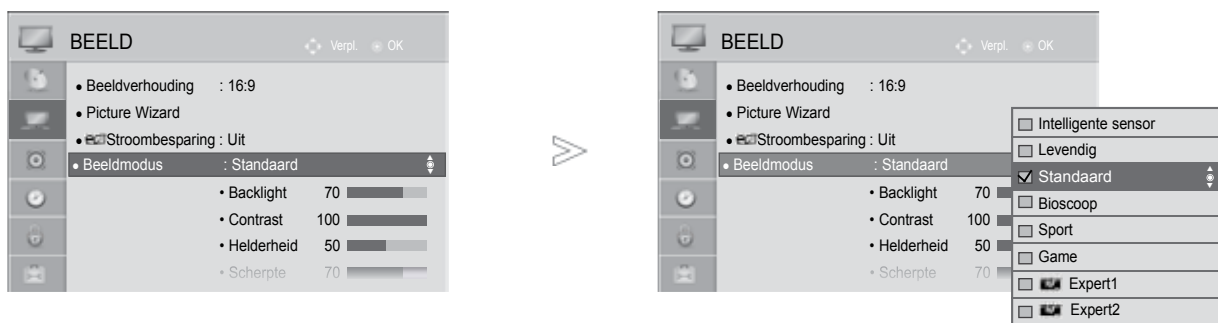 BEELD Verpl. OK
• Beeldverhouding : 16:9
• Picture Wizard
• Stroombesparing : Uit
• Beeldmodus : Standaard
• Backlight 70
• Contrast 100
• Helderheid 50
• Scherpte 70
BEELD Verpl. OK
• Beeldverhouding : 16:9
• Picture Wizard
• Stroombesparing : Uit
• Beeldmodus : Standaard
• Backlight 70
• Contrast 100
• Helderheid 50
• Scherpte 70
Intelligente sensor
Levendig
Standaard
Bioscoop
Sport
Game
Expert1
Expert2